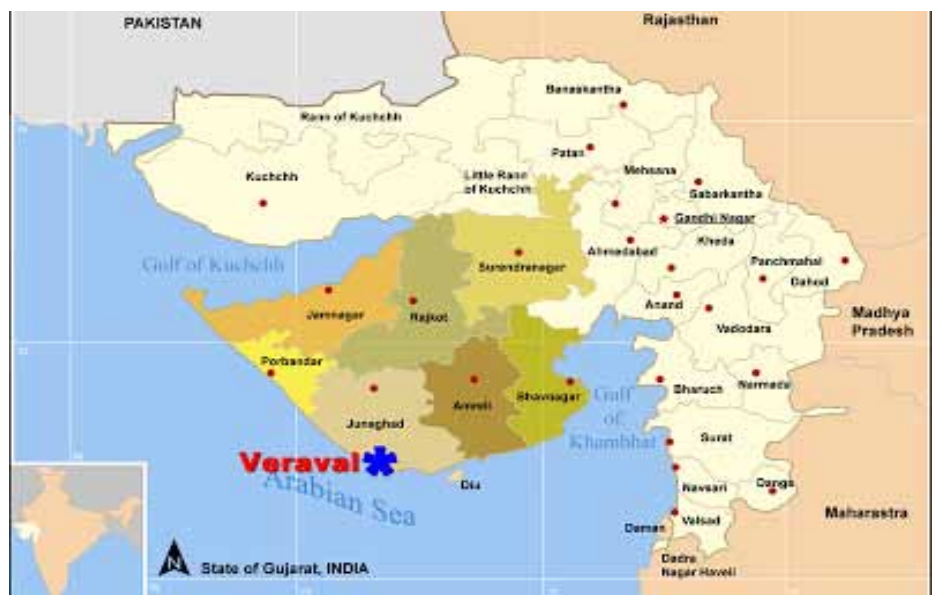 PAKISTAN
Rajasthan
Banaskantha
Rann of Kuchchh
Patan
Mehsana
Kuchchh
Little Rann
of Kuchchh
Sabarkantha
Gandhi Nagar
Ahmedabad
Kheda
Gulf of Kuchchh
Surendranagar
Panchmahal
Dahod
Jamnagar
Rajkot
Anand
Vadodara
Madhya
Pradesh
Porbandar
Bharuch
Narmada
Amreli
Bhavnagar
Gulf
of
Khambhat
Junaghad
Surat
Veraval
Arabian Sea
Diu
Navsari
Dangs
Maharastra
Daman
Valsad
Dadra
Nagar Haveli
N
State of Gujarat, INDIA